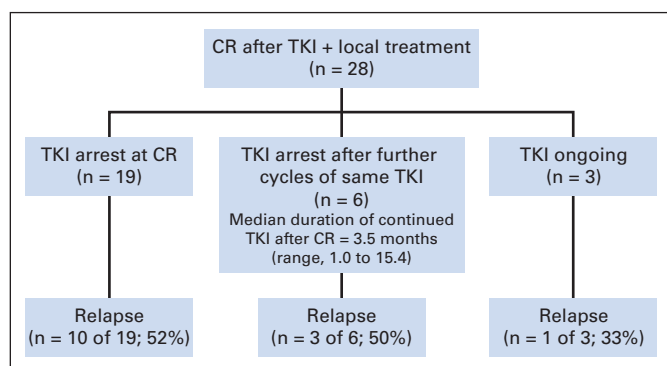 CR after TKI + local treatment
(n = 28)
TKI arrest at CR
(n = 19)
TKI arrest after further
cycles of same TKI
(n = 6)
Median duration of continued
TKI after CR = 3.5 months
(range, 1.0 to 15.4)
TKI ongoing
(n = 3)
Relapse
(n = 10 of 19; 52%)
Relapse
(n = 3 of 6; 50%)
Relapse
(n = 1 of 3; 33%)